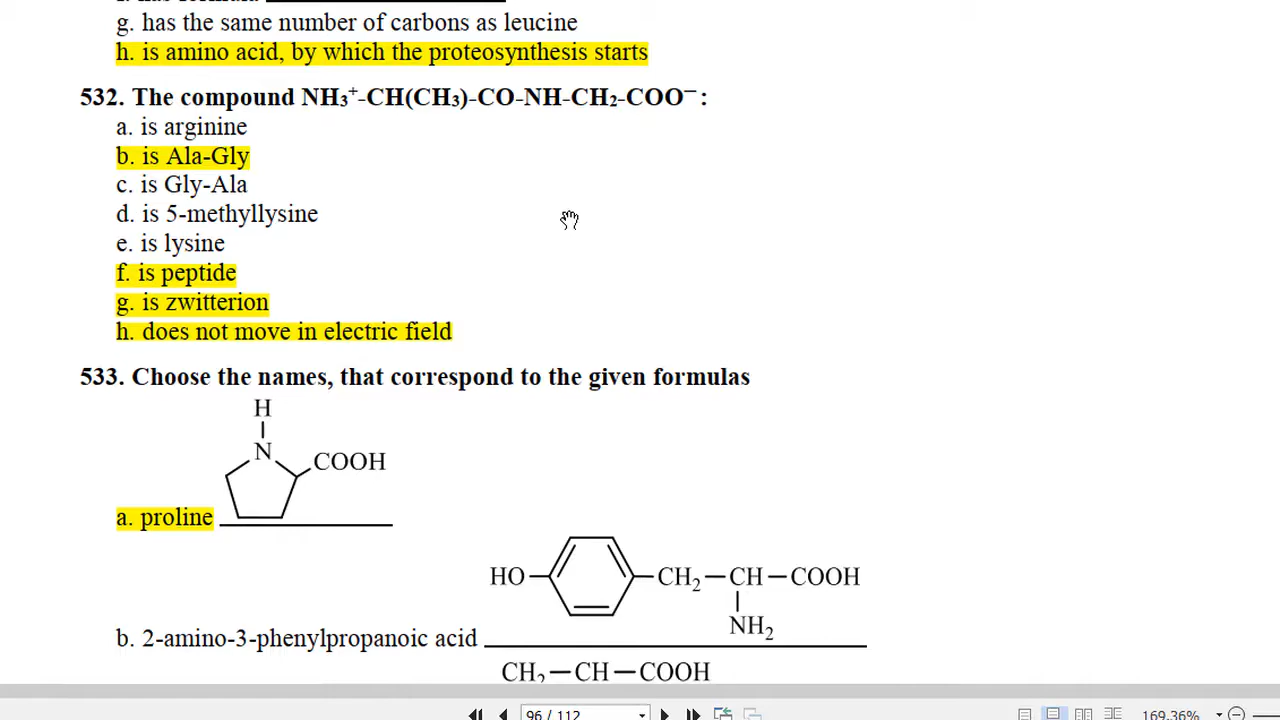 g. has the same number of carbons as leucine
h. is amino acid, by which the proteosynthesis starts
532. The compound NH₃⁺-CH(CH₃)-CO-NH-CH₂-COO⁻ :
a. is arginine
b. is Ala-Gly
c. is Gly-Ala
d. is 5-methyllysine
e. is lysine
f. is peptide
g. is zwitterion
h. does not move in electric field
533. Choose the names, that correspond to the given formulas
H
N
COOH
a. proline
HO
CH₂—CH—COOH
NH₂
b. 2-amino-3-phenylpropanoic acid
CH₂—CH—COOH
96 / 112
169.36%